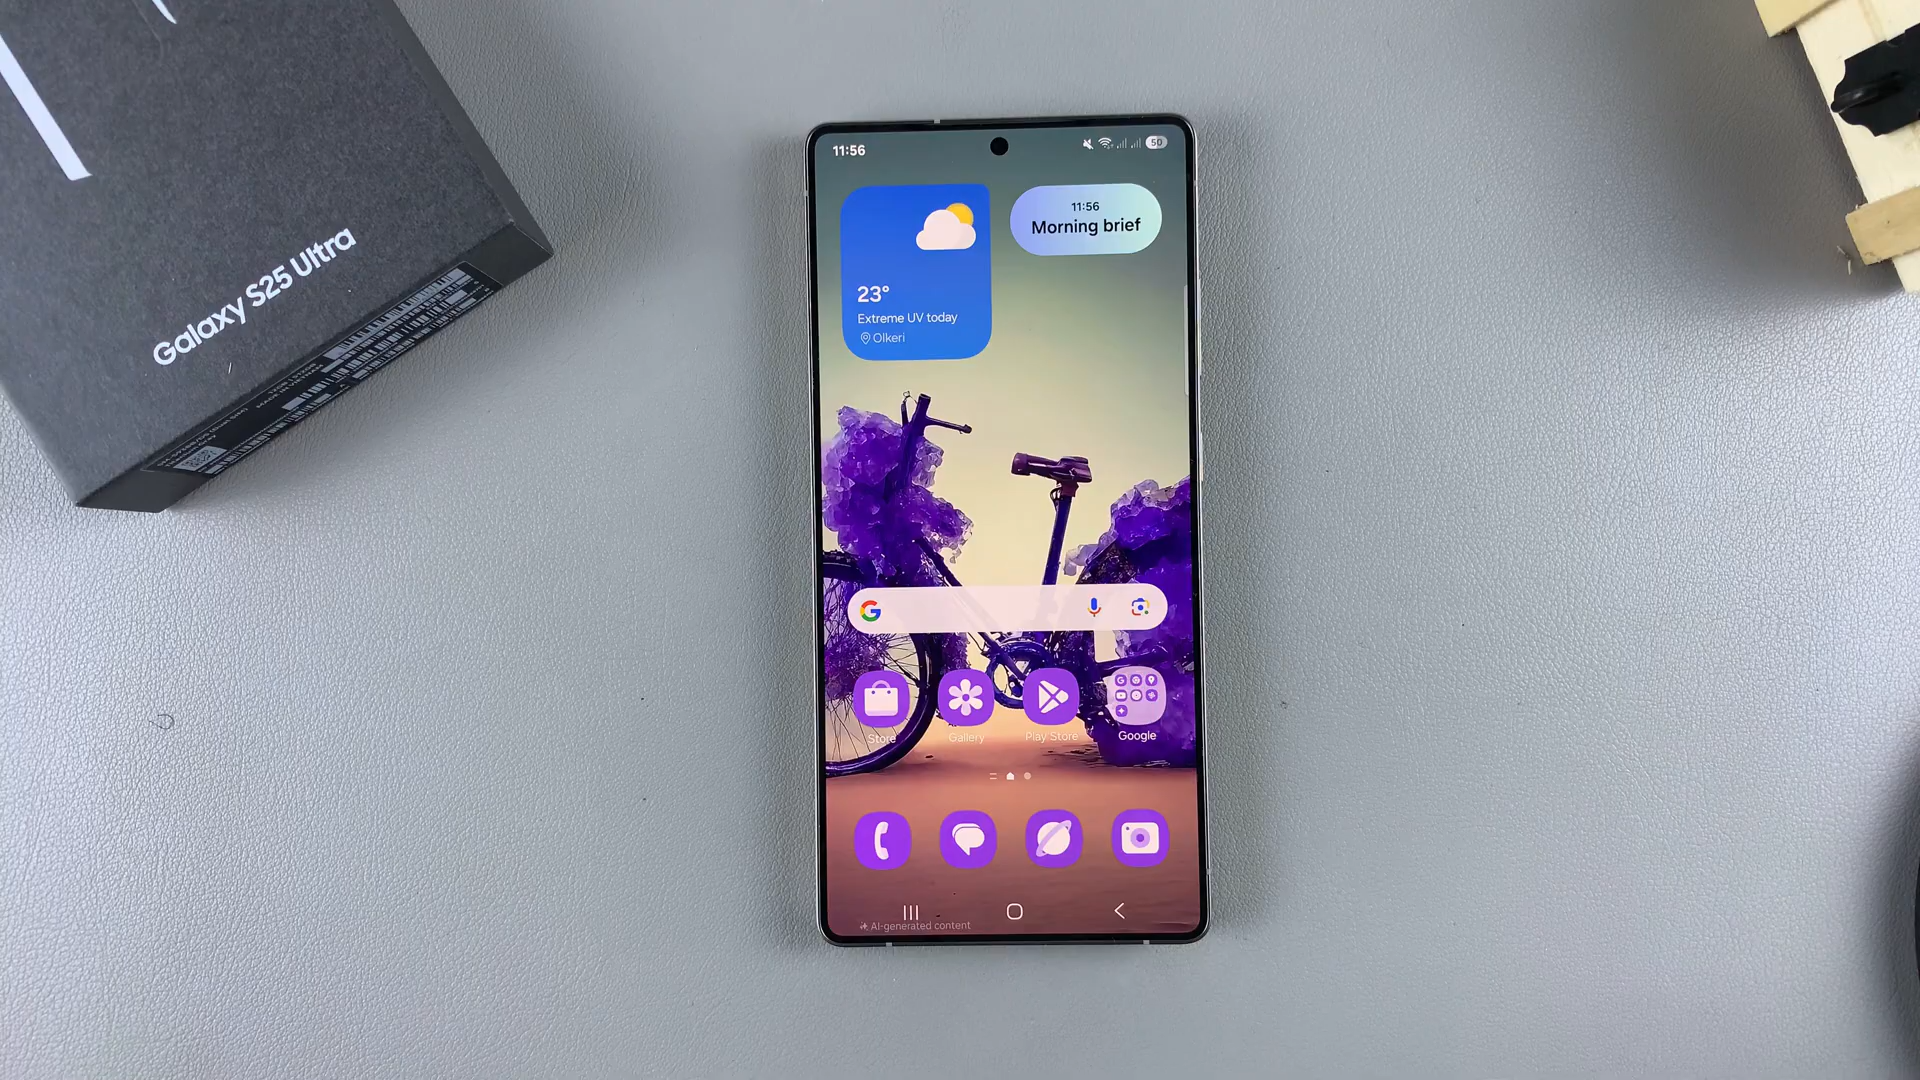 Galaxy S25 Ultra
11:56
50
11:56
Morning brief
23°
Extreme UV today
Olkeri
Store
Gallery
Play Store
Google
AI-generated content